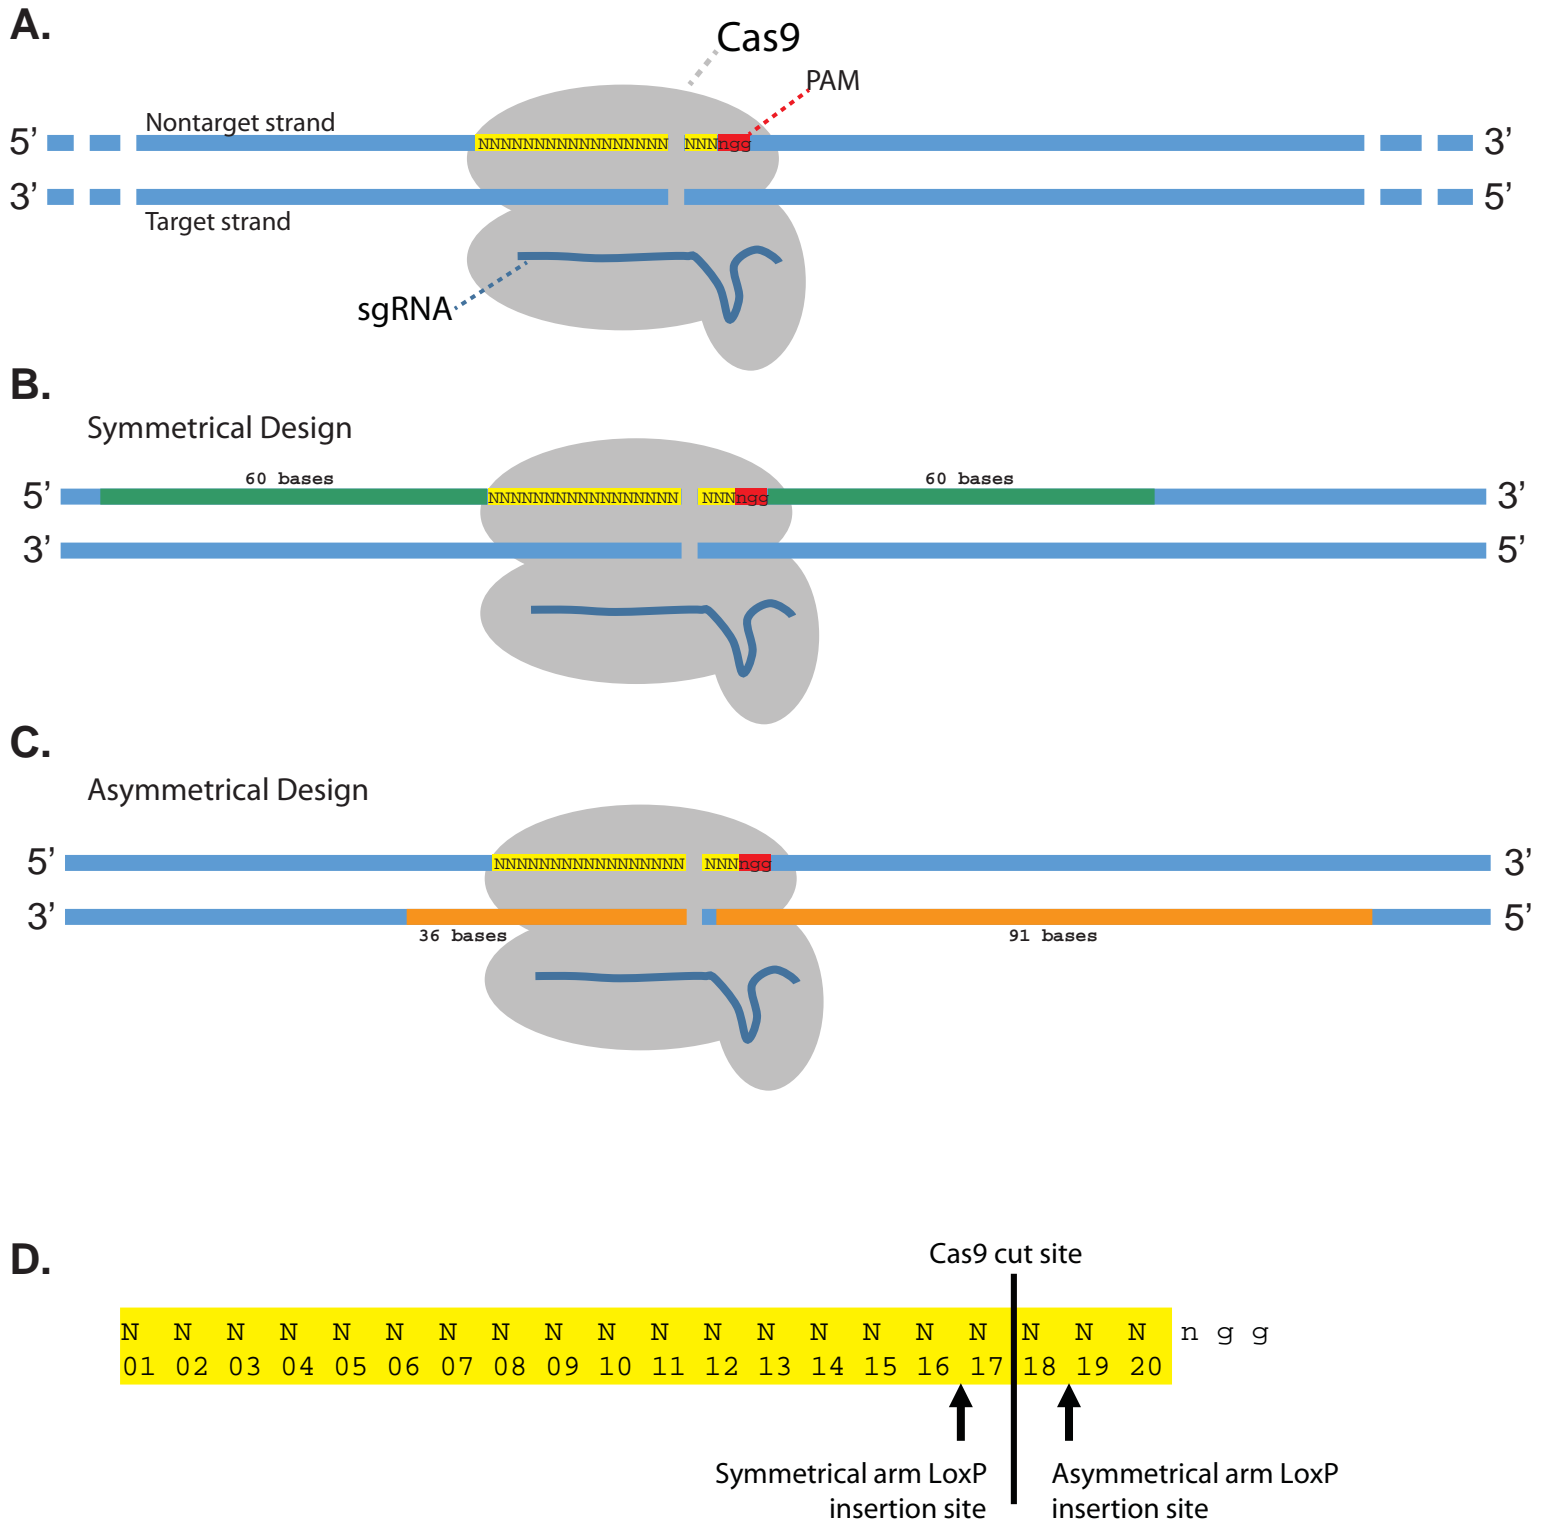 A.
Cas9
PAM
Nontarget strand
5’ NNNNNNNNNNNNNNNNN NNNngg 3’
3’ 5’
Target strand
sgRNA
B.
Symmetrical Design
60 bases 60 bases
5’ NNNNNNNNNNNNNNNNN NNNngg 3’
3’ 5’
C.
Asymmetrical Design
5’ NNNNNNNNNNNNNNNNN NNNngg 3’
3’ 5’
36 bases 91 bases
D.
Cas9 cut site
N N N N N N N N N N N N N N N N N N N N n g g
01 02 03 04 05 06 07 08 09 10 11 12 13 14 15 16 17 18 19 20
Symmetrical arm LoxP Asymmetrical arm LoxP
insertion site insertion site